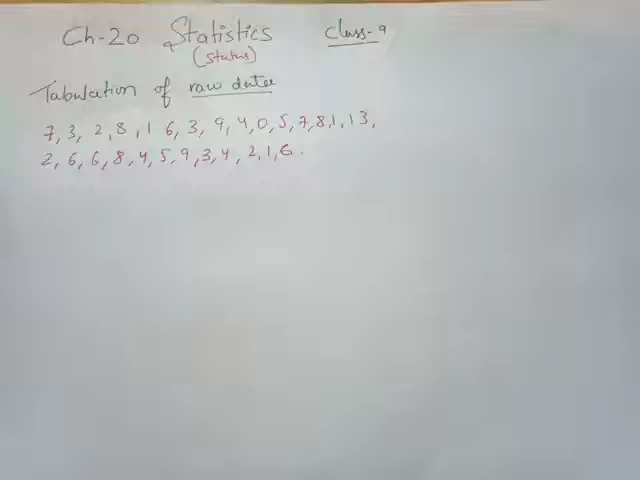 Ch-20 Statistics Class-9
(Status)
Tabulation of raw data
7, 3, 2, 8, 1 6, 3, 9, 4, 0, 5, 7, 8, 1, 13,
2, 6, 6, 8, 4, 5, 9, 3, 4, 2, 1, 6.